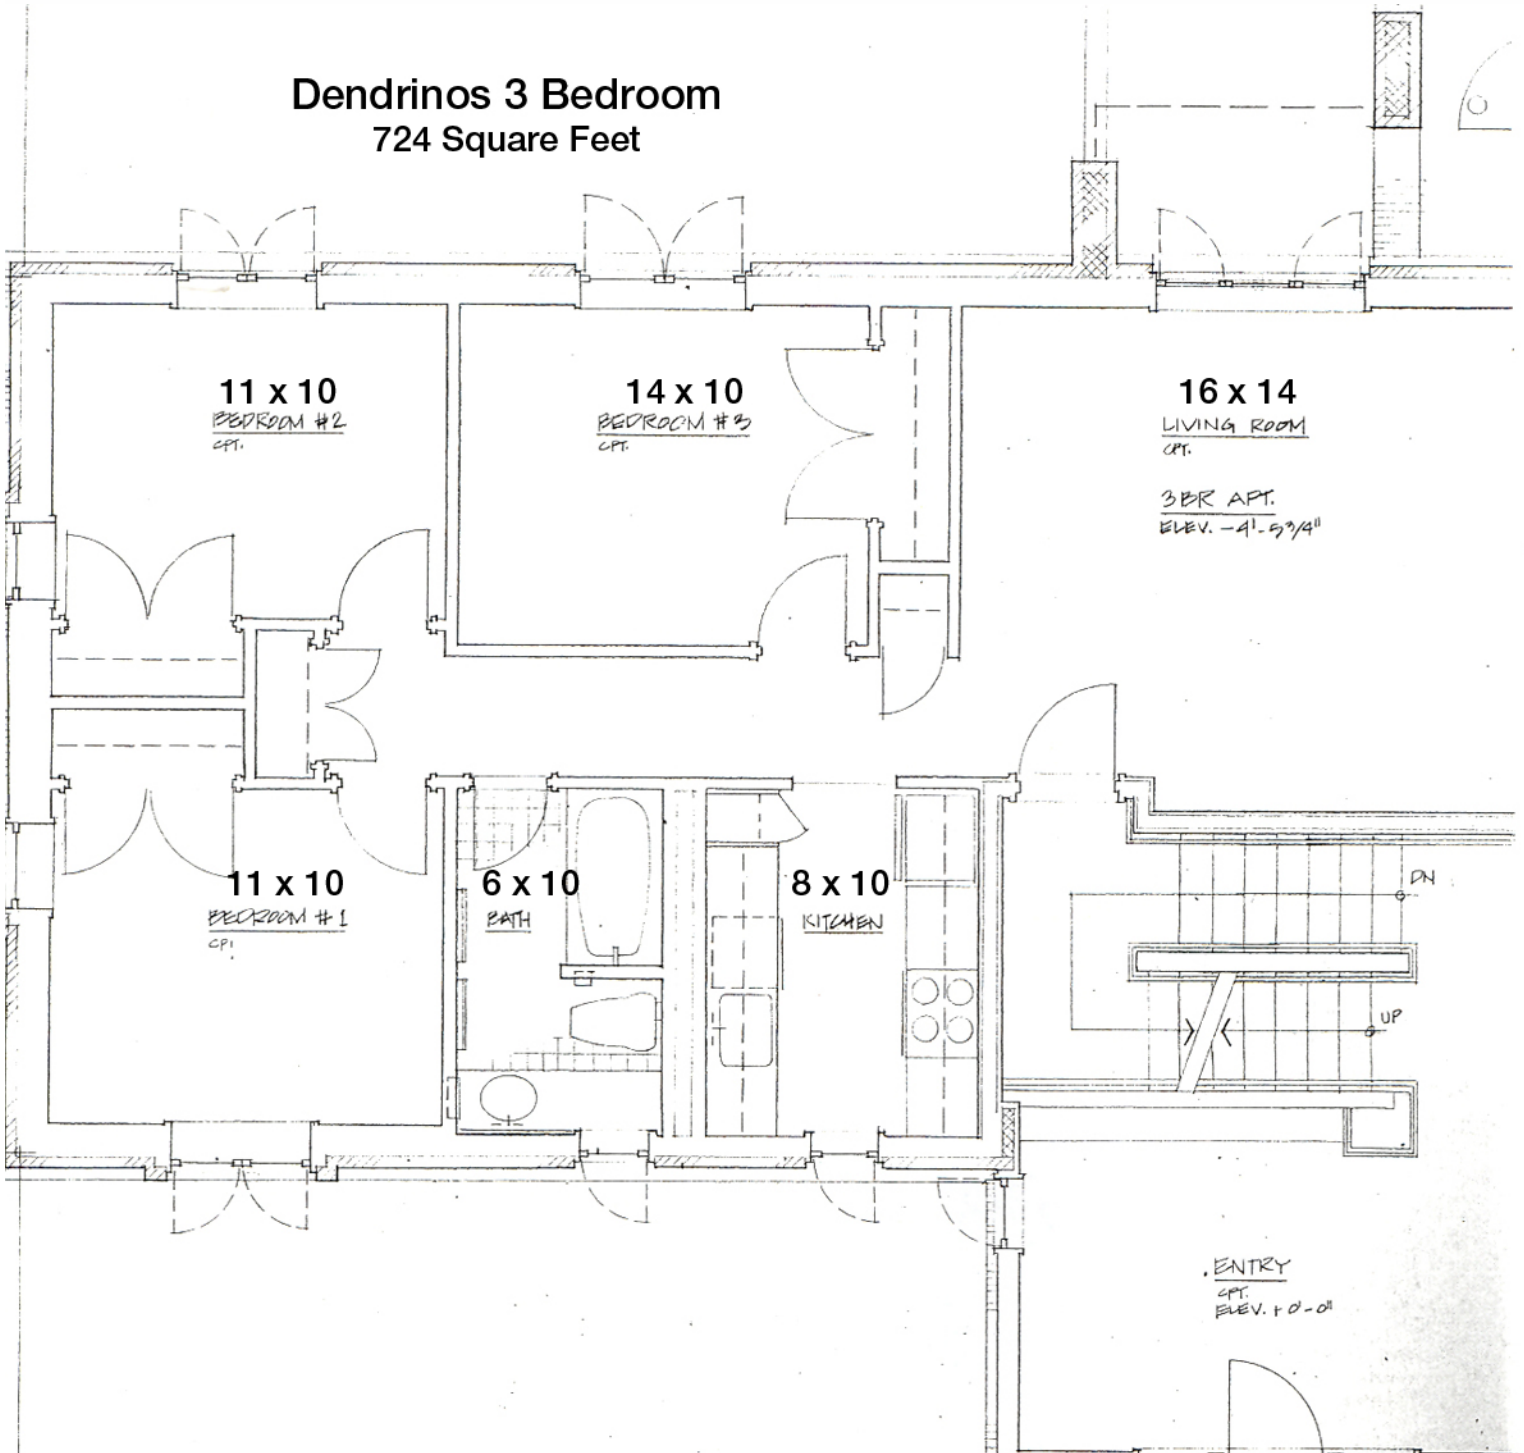 Dendrinos 3 Bedroom
724 Square Feet
11 x 10
BEDROOM #2
CPT.
14 x 10
BEDROOM #3
CPT.
16 x 14
LIVING ROOM
CPT.
3BR APT.
ELEV. -4'-5 3/4"
11 x 10
BEDROOM #1
6 x 10
BATH
8 x 10
KITCHEN
DN
UP
ENTRY
CPT.
ELEV. +0'-0"